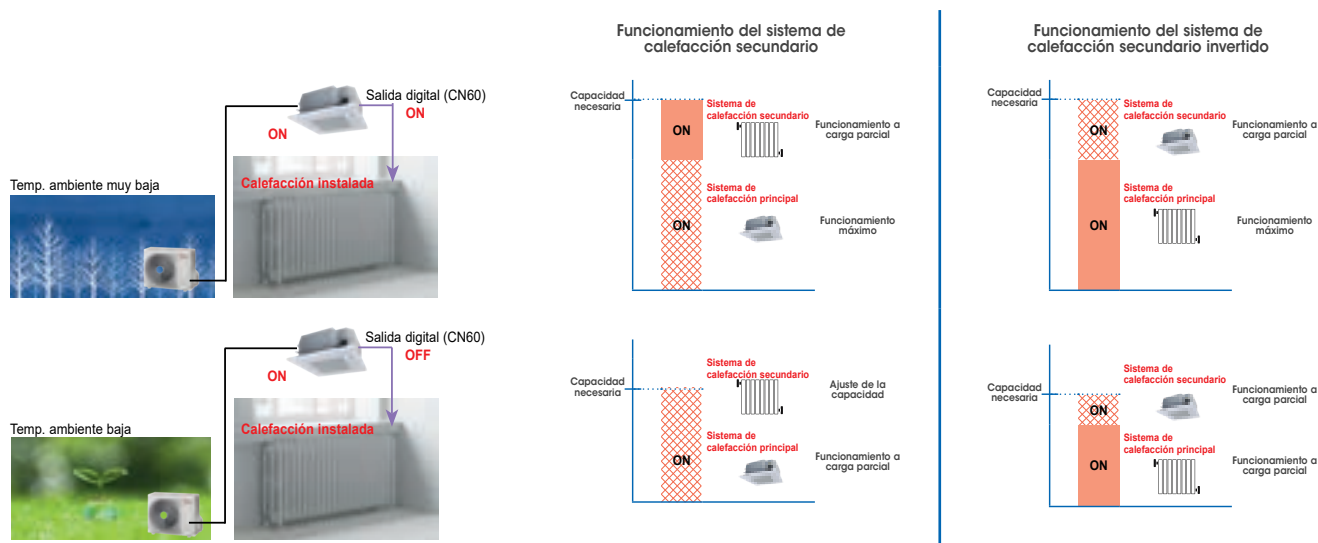 Funcionamiento del sistema de
calefacción secundario
Funcionamiento del sistema de
calefacción secundario invertido
Salida digital (CN60)
ON
ON
Calefacción instalada
Temp. ambiente muy baja
Capacidad
necesaria
Sistema de
calefacción secundario
ON
Funcionamiento a
carga parcial
Sistema de
calefacción principal
ON
Funcionamiento
máximo
Capacidad
necesaria
Sistema de
calefacción secundario
ON
Funcionamiento a
carga parcial
Sistema de
calefacción principal
ON
Funcionamiento
máximo
Salida digital (CN60)
OFF
ON
Calefacción instalada
Temp. ambiente baja
Capacidad
necesaria
Sistema de
calefacción secundario
Ajuste de la
capacidad
Sistema de
calefacción principal
ON
Funcionamiento a
carga parcial
Capacidad
necesaria
Sistema de
calefacción secundario
ON
Funcionamiento a
carga parcial
Sistema de
calefacción principal
ON
Funcionamiento a
carga parcial